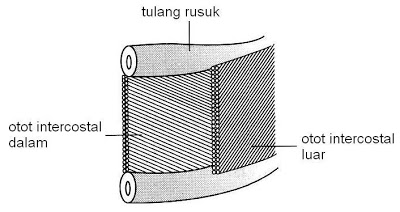 tulang rusuk
otot intercostal
dalam
otot intercostal
luar